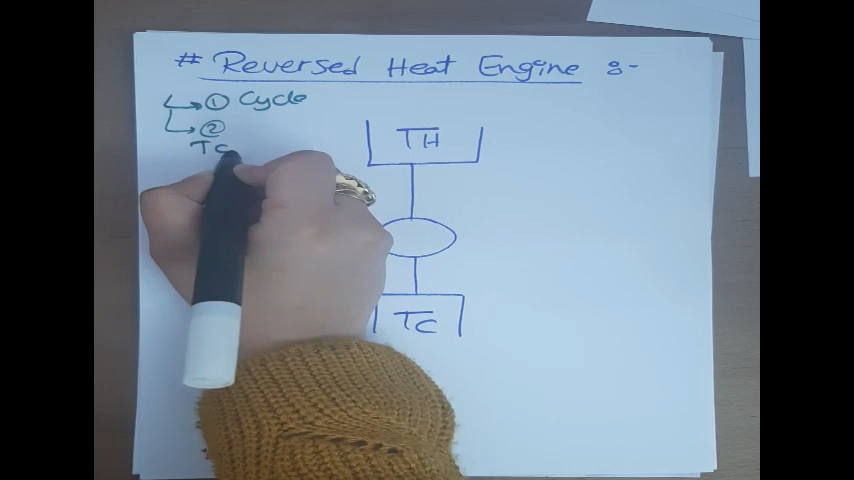 # Reversed Heat Engine :-
① Cycle
②
TC
TH
TC